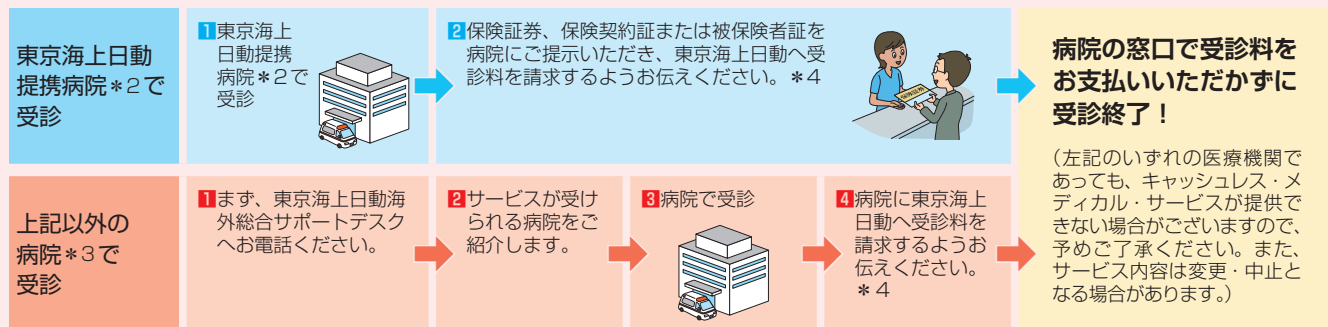 東京海上日動
提携病院＊2で
受診
1東京海上
日動提携
病院＊2で
受診
2保険証券、保険契約証または被保険者証を
病院にご提示いただき、東京海上日動へ受
診料を請求するようお伝えください。＊4
病院の窓口で受診料を
お支払いいただかずに
受診終了！
（左記のいずれの医療機関で
あっても、キャッシュレス・メ
ディカル・サービスが提供で
きない場合がございますので、
予めご了承ください。また、
サービス内容は変更・中止と
なる場合があります。）
上記以外の
病院＊3で
受診
1まず、東京海上日動海
外総合サポートデスク
へお電話ください。
2サービスが受け
られる病院をご
紹介します。
3病院で受診
4病院に東京海上
日動へ受診料を
請求するようお
伝えください。
＊4